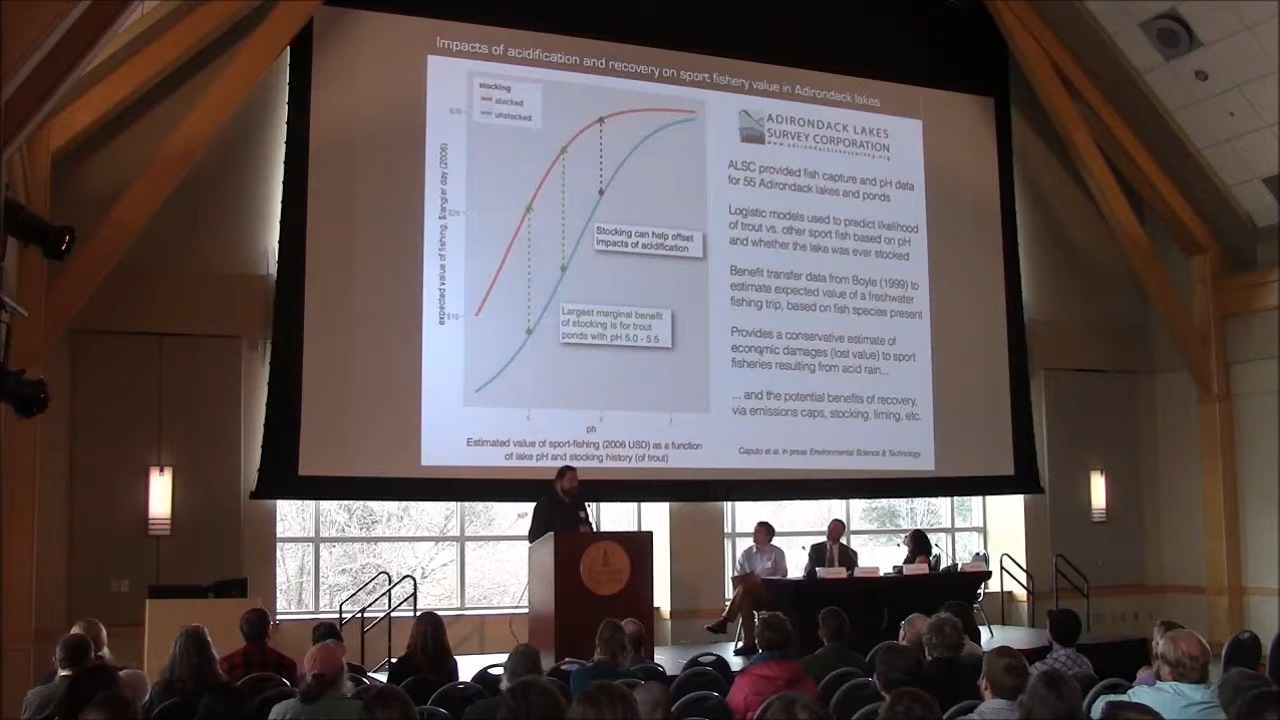 Impacts of acidification and recovery on sport fishery value in Adirondack lakes
stocking
stocked
unstocked
$30
$20
$10
expected value of fishing, $/angler day (2006)
Stocking can help offset
impacts of acidification
Largest marginal benefit
of stocking is for trout
ponds with pH 5.0 - 5.5
5
6
7
ph
Estimated value of sport-fishing (2006 USD) as a function
of lake pH and stocking history (of trout)
ADIRONDACK LAKES
SURVEY CORPORATION
www.adirondacklakessurvey.org
ALSC provided fish capture and pH data
for 55 Adirondack lakes and ponds
Logistic models used to predict likelihood
of trout vs. other sport fish based on pH
and whether the lake was ever stocked
Benefit transfer data from Boyle (1999) to
estimate expected value of a freshwater
fishing trip, based on fish species present
Provides a conservative estimate of
economic damages (lost value) to sport
fisheries resulting from acid rain...
... and the potential benefits of recovery,
via emissions caps, stocking, liming, etc.
Caputo et al. in press Environmental Science & Technology